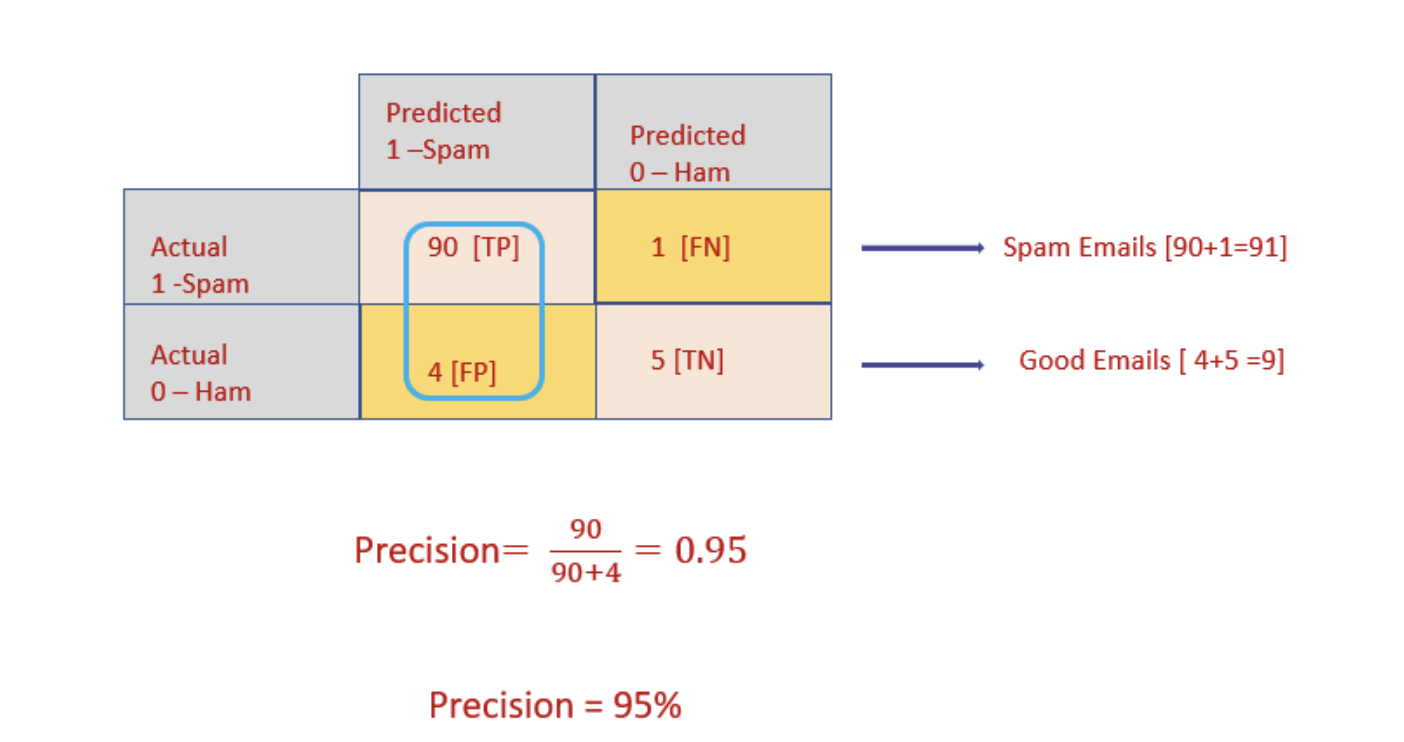 Predicted
1 –Spam
Predicted
0 – Ham
Actual
1 -Spam
90  [TP]
1  [FN]
Spam Emails [90+1=91]
Actual
0 – Ham
4 [FP]
5 [TN]
Good Emails [ 4+5 =9]
Precision= 90/90+4 = 0.95
Precision = 95%